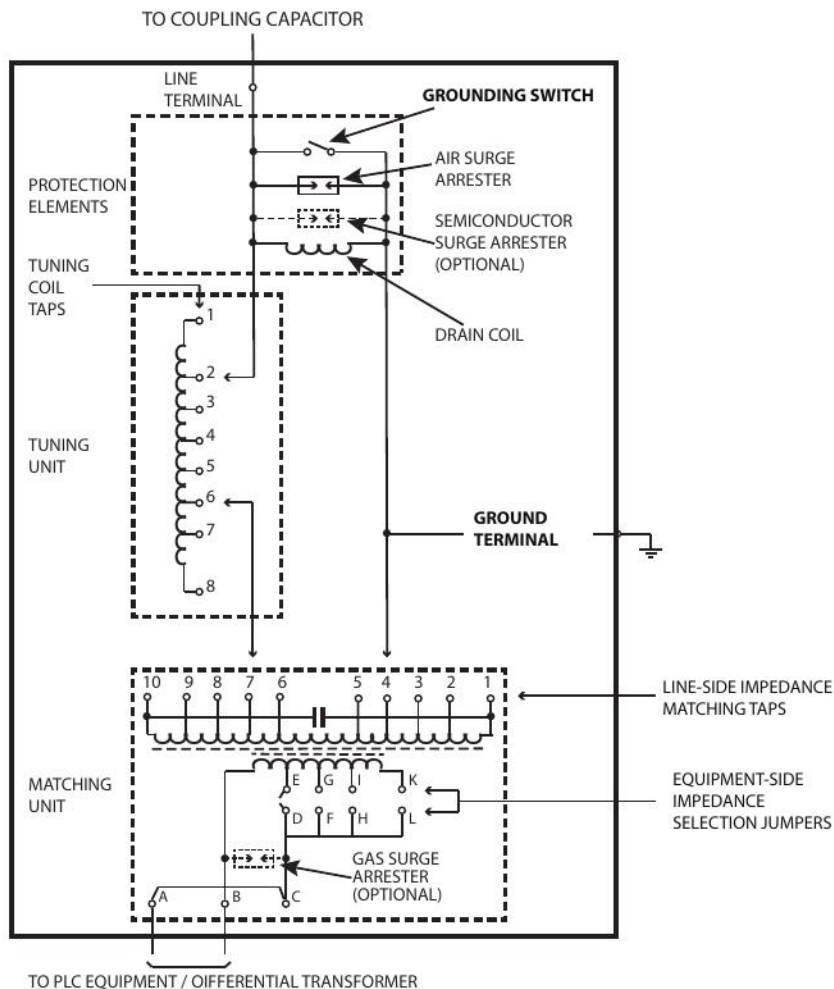 TO COUPLING CAPACITOR
LINE
TERMINAL
GROUNDING SWITCH
AIR SURGE
ARRESTER
PROTECTION
ELEMENTS
SEMICONDUCTOR
SURGE ARRESTER
(OPTIONAL)
TUNING
COIL
TAPS
DRAIN COIL
1
2
3
4
5
6
7
8
TUNING
UNIT
GROUND
TERMINAL
10 9 8 7 6 5 4 3 2 1
LINE-SIDE IMPEDANCE
MATCHING TAPS
MATCHING
UNIT
E G I K
D F H L
EQUIPMENT-SIDE
IMPEDANCE
SELECTION JUMPERS
GAS SURGE
ARRESTER
(OPTIONAL)
A B C
TO PLC EQUIPMENT / OIFFERENTIAL TRANSFORMER